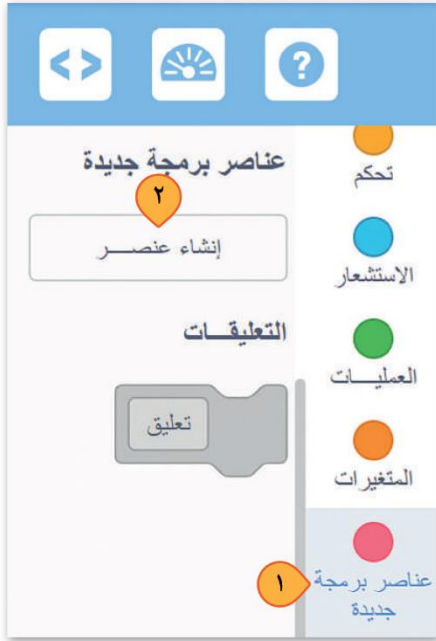 < >
?
عناصر برمجة جديدة
٢
إنشاء عنصـــر
التعليقـــات
تعليق
تحكم
الاستشعار
العمليـــات
المتغيرات
١
عناصر برمجة
جديدة